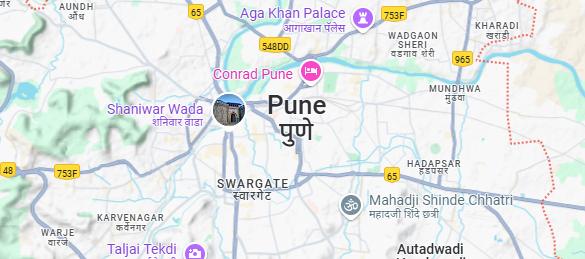 AUNDH
औंध
65
Aga Khan Palace
आगाखान पॅलेस
753F
KHARADI
खराडी
WADGAON
SHERI
वडगाव शेरी
548DD
965
Conrad Pune
MUNDHWA
मुंढवा
Shaniwar Wada
शनिवार वाडा
Pune
पुणे
48
753F
HADAPSAR
हडपसर
65
SWARGATE
स्वारगेट
Mahadji Shinde Chhatri
महादजी शिंदे छत्री
KARVENAGAR
कर्वेनगर
WARJE
वारजे
Taljai Tekdi
Autadwadi